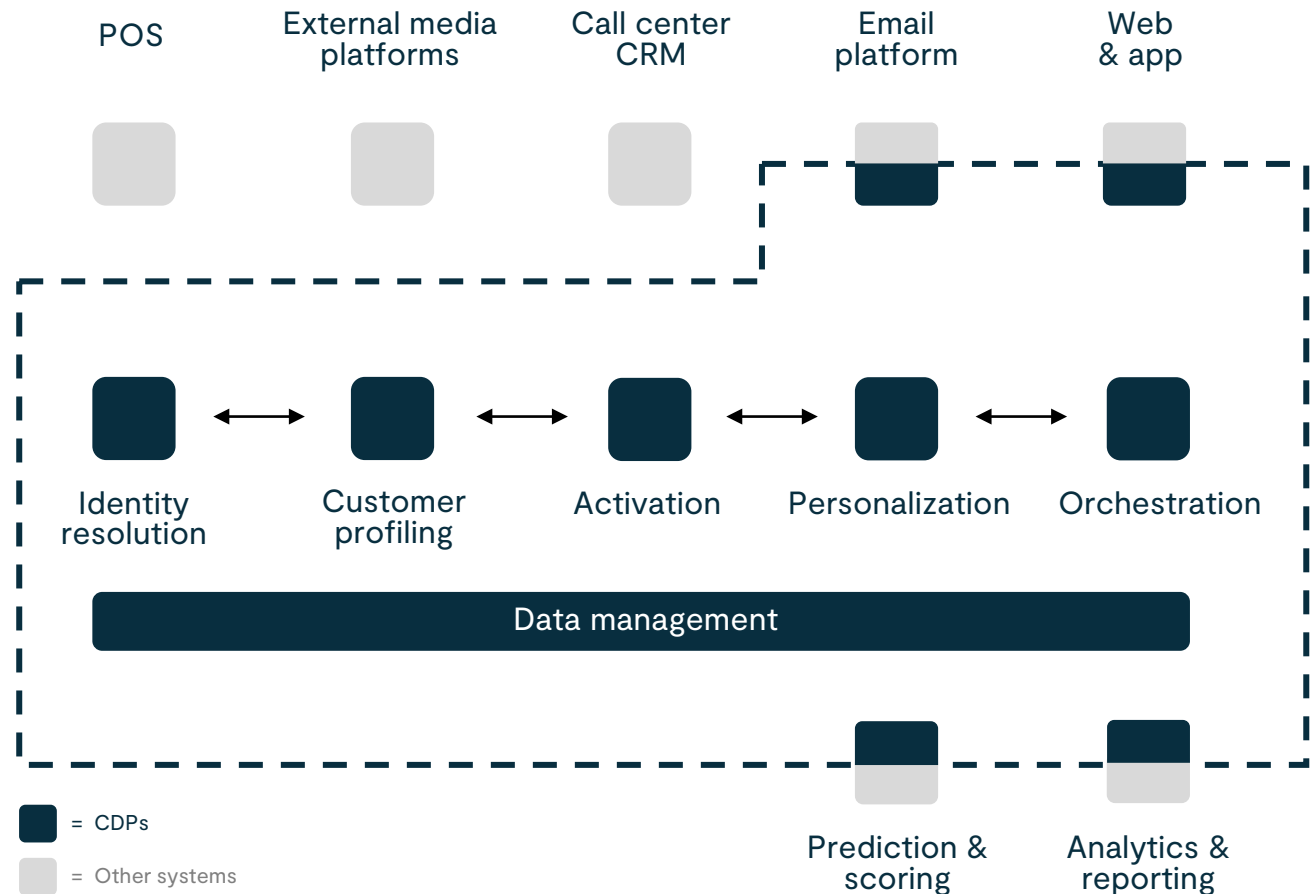 POS
External media
platforms
Call center
CRM
Email
platform
Web
& app
Identity
resolution
Customer
profiling
Activation
Personalization
Orchestration
Data management
= CDPs
= Other systems
Prediction &
scoring
Analytics &
reporting